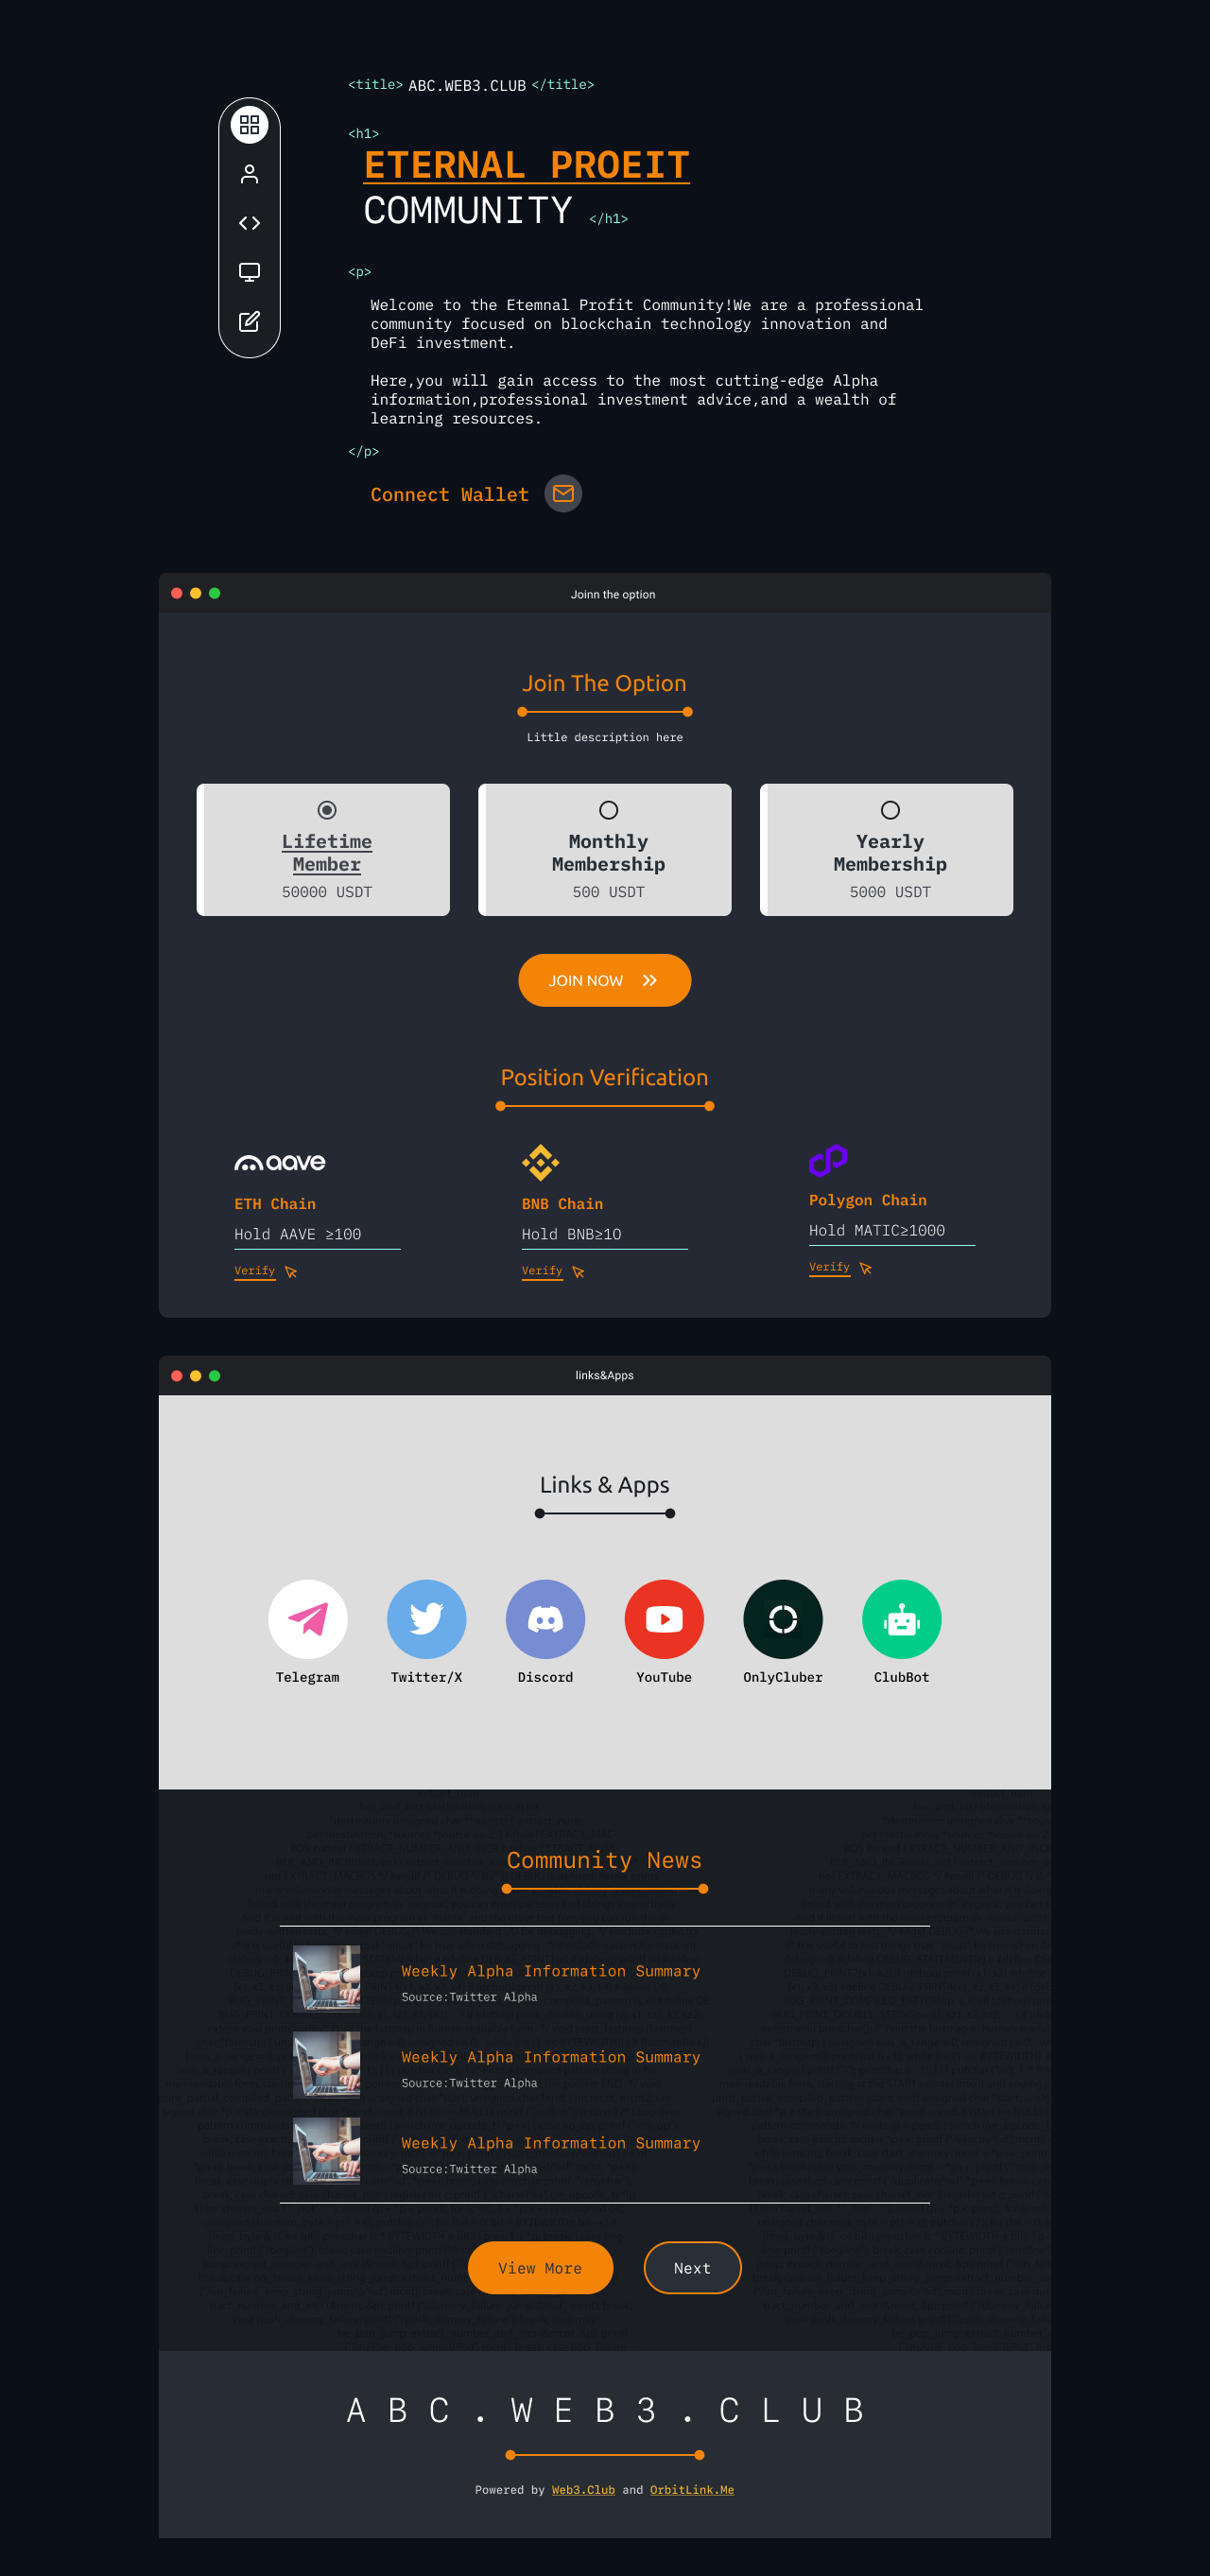 <title> ABC.WEB3.CLUB </title>
<h1>
ETERNAL PROEIT
COMMUNITY </h1>
<p>
Welcome to the Etemnal Profit Community!We are a professional
community focused on blockchain technology innovation and
DeFi investment.
Here,you will gain access to the most cutting-edge Alpha
information,professional investment advice,and a wealth of
learning resources.
</p>
Connect Wallet
Joinn the option
Join The Option
Little description here
Lifetime
Member
50000 USDT
Monthly
Membership
500 USDT
Yearly
Membership
5000 USDT
JOIN NOW
Position Verification
aave
ETH Chain
Hold AAVE ≥100
Verify
BNB Chain
Hold BNB≥10
Verify
Polygon Chain
Hold MATIC≥1000
Verify
links&Apps
Links & Apps
Telegram
Twitter/X
Discord
YouTube
OnlyCluber
ClubBot
Community News
Weekly Alpha Information Summary
Source:Twitter Alpha
Weekly Alpha Information Summary
Source:Twitter Alpha
Weekly Alpha Information Summary
Source:Twitter Alpha
View More
Next
ABC.WEB3.CLUB
Powered by Web3.Club and OrbitLink.Me